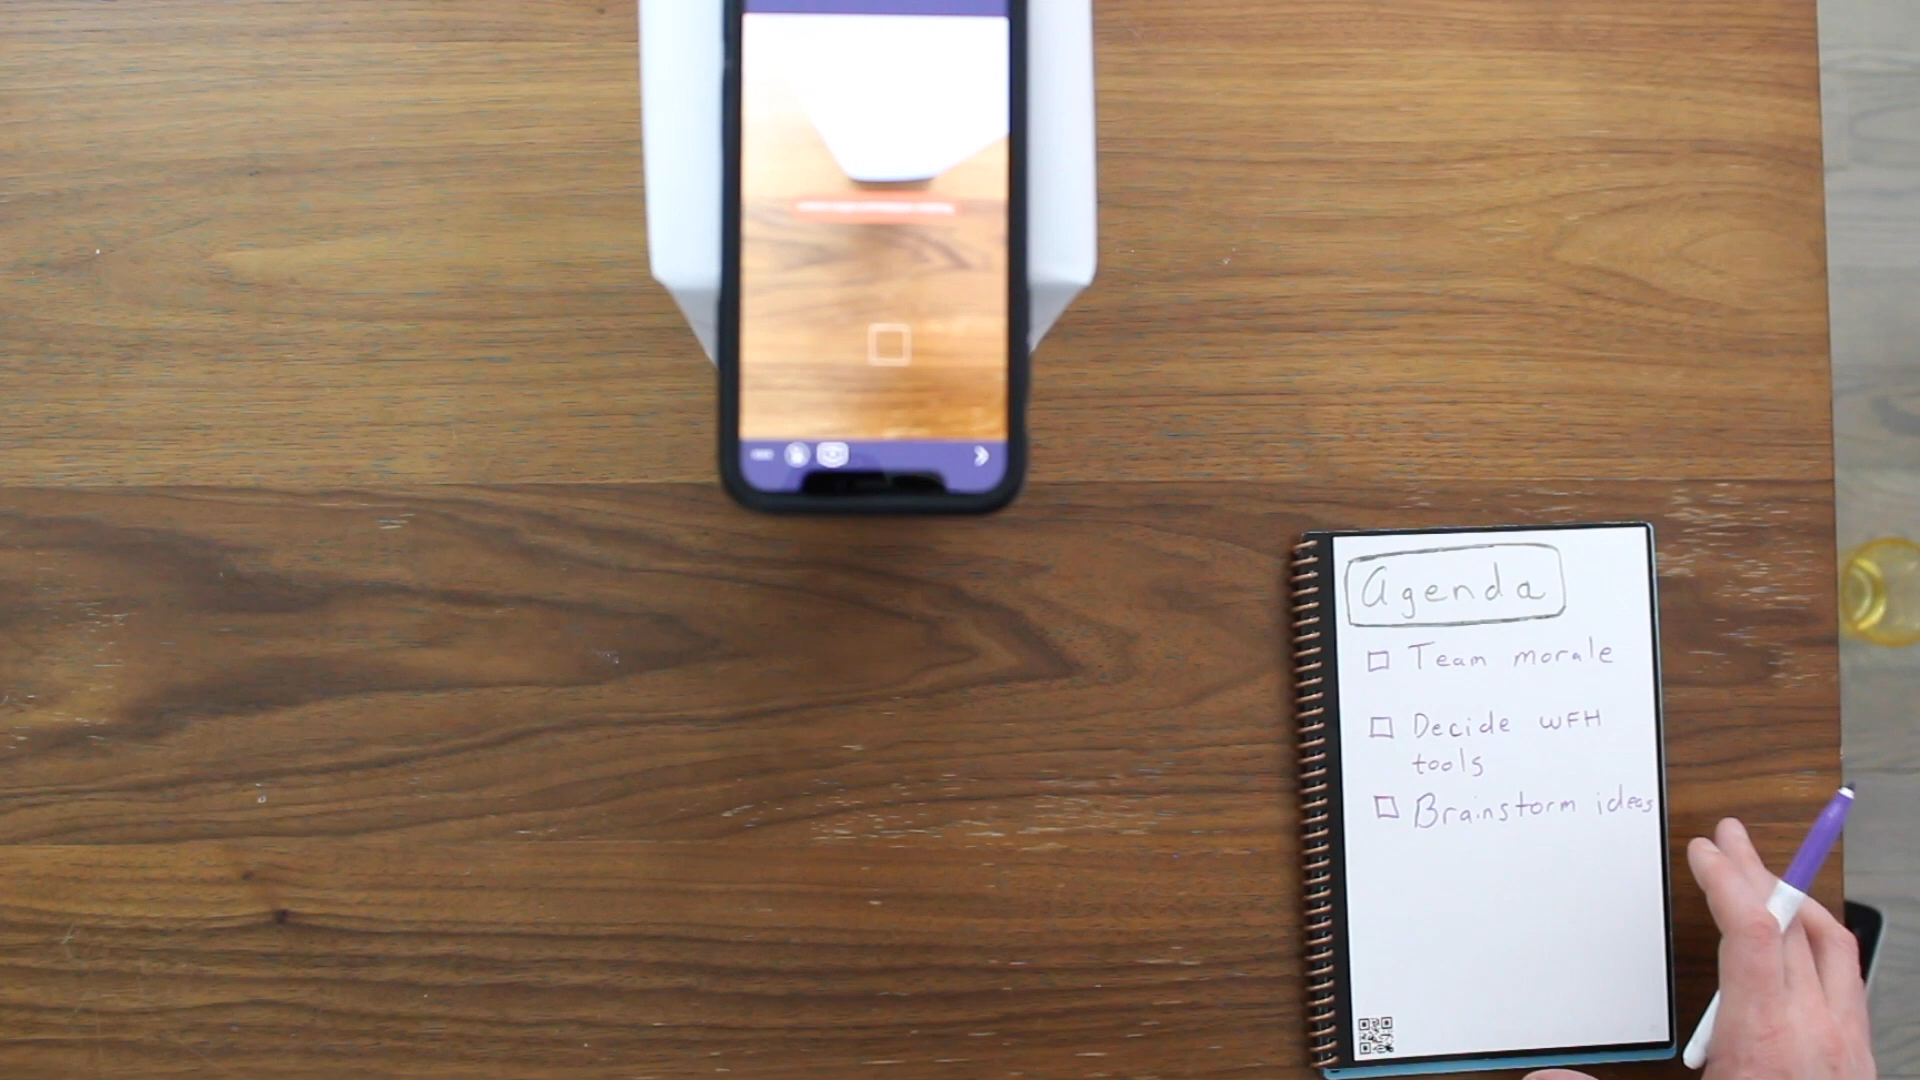 Agenda
Team morale
Decide WFH
tools
Brainstorm ideas